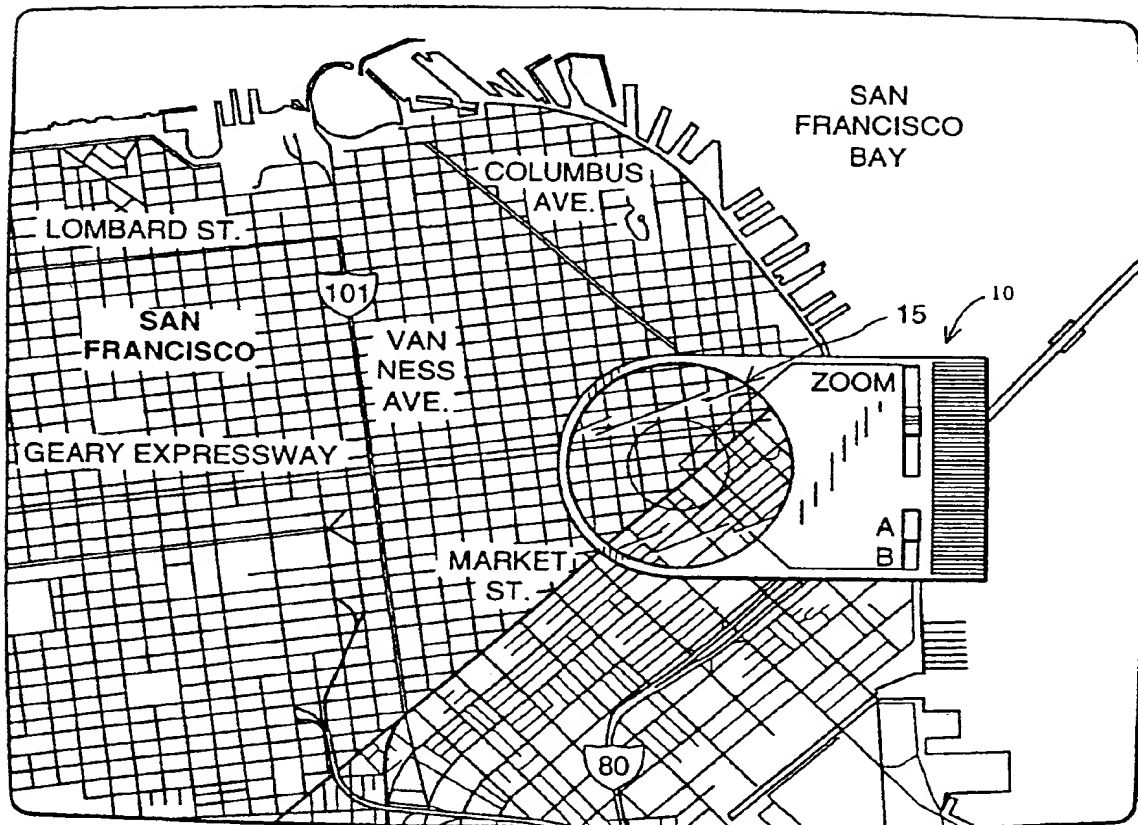 SAN
FRANCISCO
BAY
COLUMBUS
AVE.
LOMBARD ST.
101
10
15
SAN
FRANCISCO
VAN
NESS
AVE.
ZOOM
GEARY EXPRESSWAY
A
B
MARKET
ST.
80